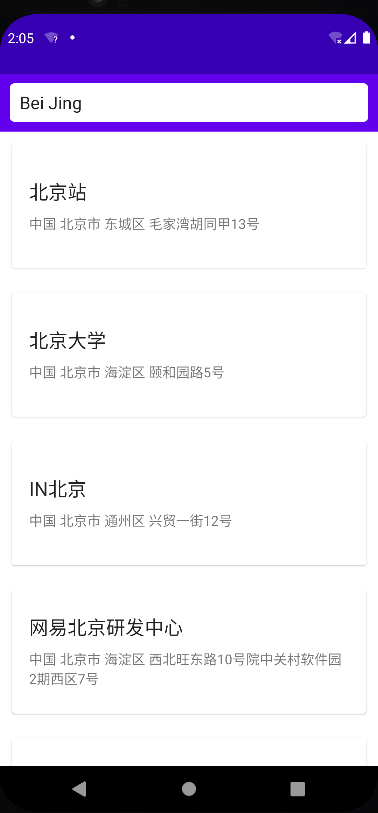 2:05
Bei Jing
北京站
中国 北京市 东城区 毛家湾胡同甲13号
北京大学
中国 北京市 海淀区 颐和园路5号
IN北京
中国 北京市 通州区 兴贸一街12号
网易北京研发中心
中国 北京市 海淀区 西北旺东路10号院中关村软件园
2期西区7号